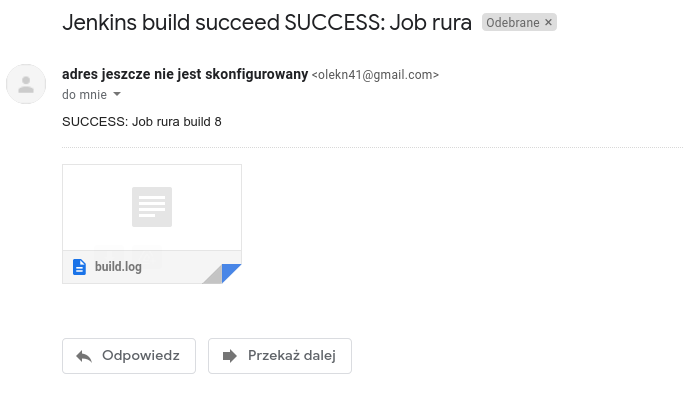 Jenkins build succeed SUCCESS: Job rura Odebrane ×
adres jeszcze nie jest skonfigurowany <olekn41@gmail.com>
do mnie
SUCCESS: Job rura build 8
build.log
Odpowiedz Przekaż dalej